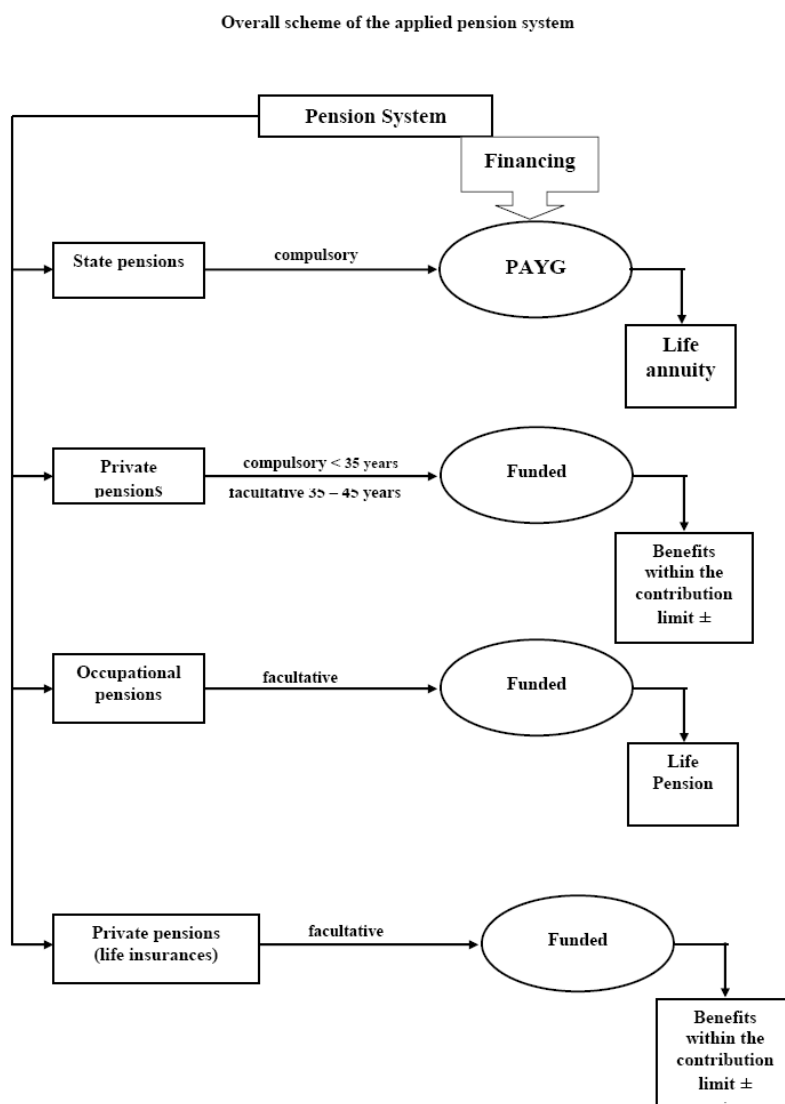 Overall scheme of the applied pension system
Pension System
Financing
State pensions
compulsory
PAYG
Life
annuity
Private
pensions
compulsory < 35 years
facultative 35 – 45 years
Funded
Benefits
within the
contribution
limit ±
Occupational
pensions
facultative
Funded
Life
Pension
Private pensions
(life insurances)
facultative
Funded
Benefits
within the
contribution
limit ±